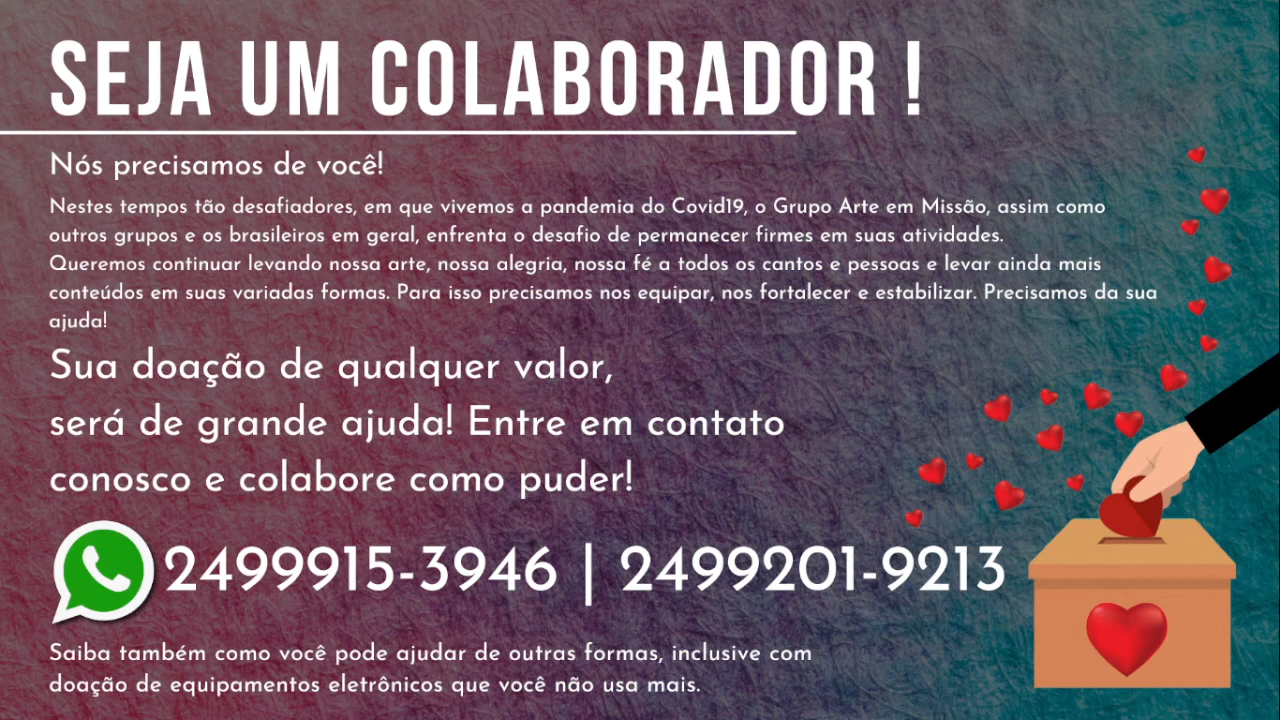 SEJA UM COLABORADOR !
Nós precisamos de você!
Nestes tempos tão desafiadores, em que vivemos a pandemia do Covid19, o Grupo Arte em Missão, assim como
outros grupos e os brasileiros em geral, enfrenta o desafio de permanecer firmes em suas atividades.
Queremos continuar levando nossa arte, nossa alegria, nossa fé a todos os cantos e pessoas e levar ainda mais
conteúdos em suas variadas formas. Para isso precisamos nos equipar, nos fortalecer e estabilizar. Precisamos da sua
ajuda!
Sua doação de qualquer valor,
será de grande ajuda! Entre em contato
conosco e colabore como puder!
2499915-3946 | 2499201-9213
Saiba também como você pode ajudar de outras formas, inclusive com
doação de equipamentos eletrônicos que você não usa mais.